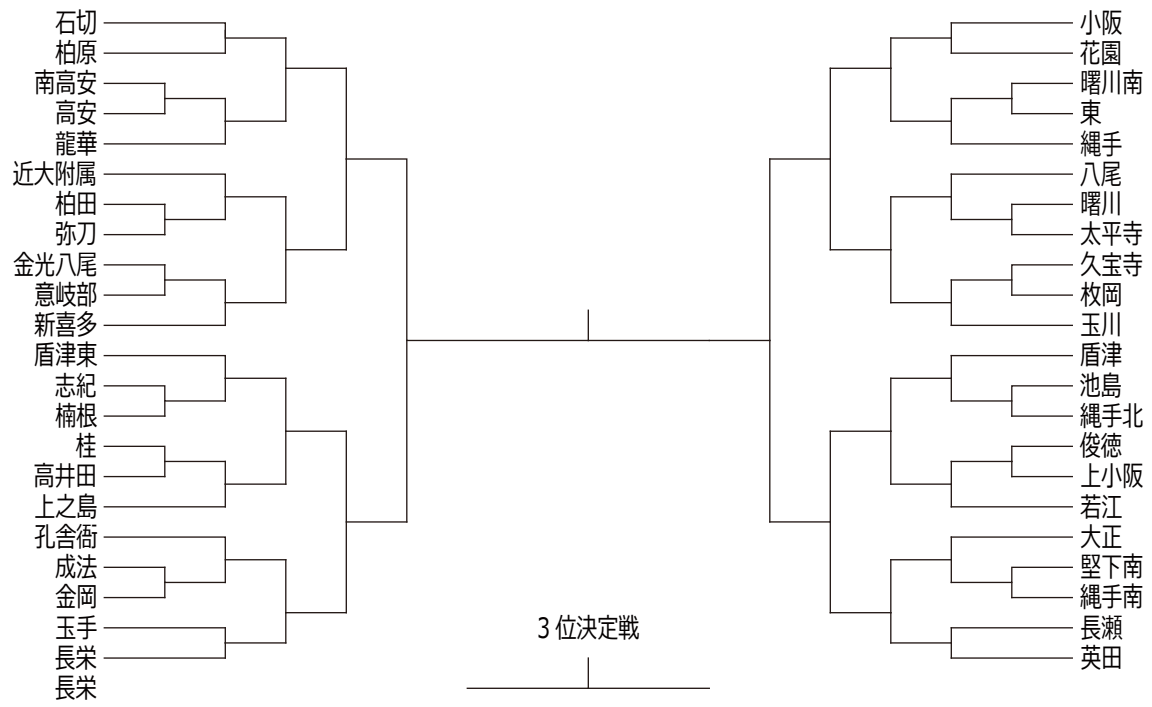 石切
柏原
南高安
高安
龍華
近大附属
柏田
弥刀
金光八尾
意岐部
新喜多
盾津東
志紀
楠根
桂
高井田
上之島
孔舎衙
成法
金岡
玉手
長栄
長栄
3位決定戦
小阪
花園
曙川南
東
縄手
八尾
曙川
太平寺
久宝寺
枚岡
玉川
盾津
池島
縄手北
俊徳
上小阪
若江
大正
堅下南
縄手南
長瀬
英田